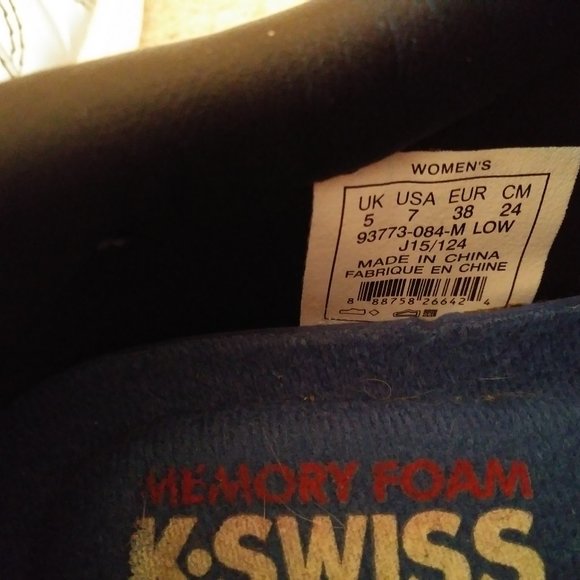 WOMEN'S
UK USA EUR CM
5 7 38 24
93773-084-M LOW
J15/124
MADE IN CHINA
FABRIQUE EN CHINE
8 88758 26642 4
MEMORY FOAM
K·SWISS